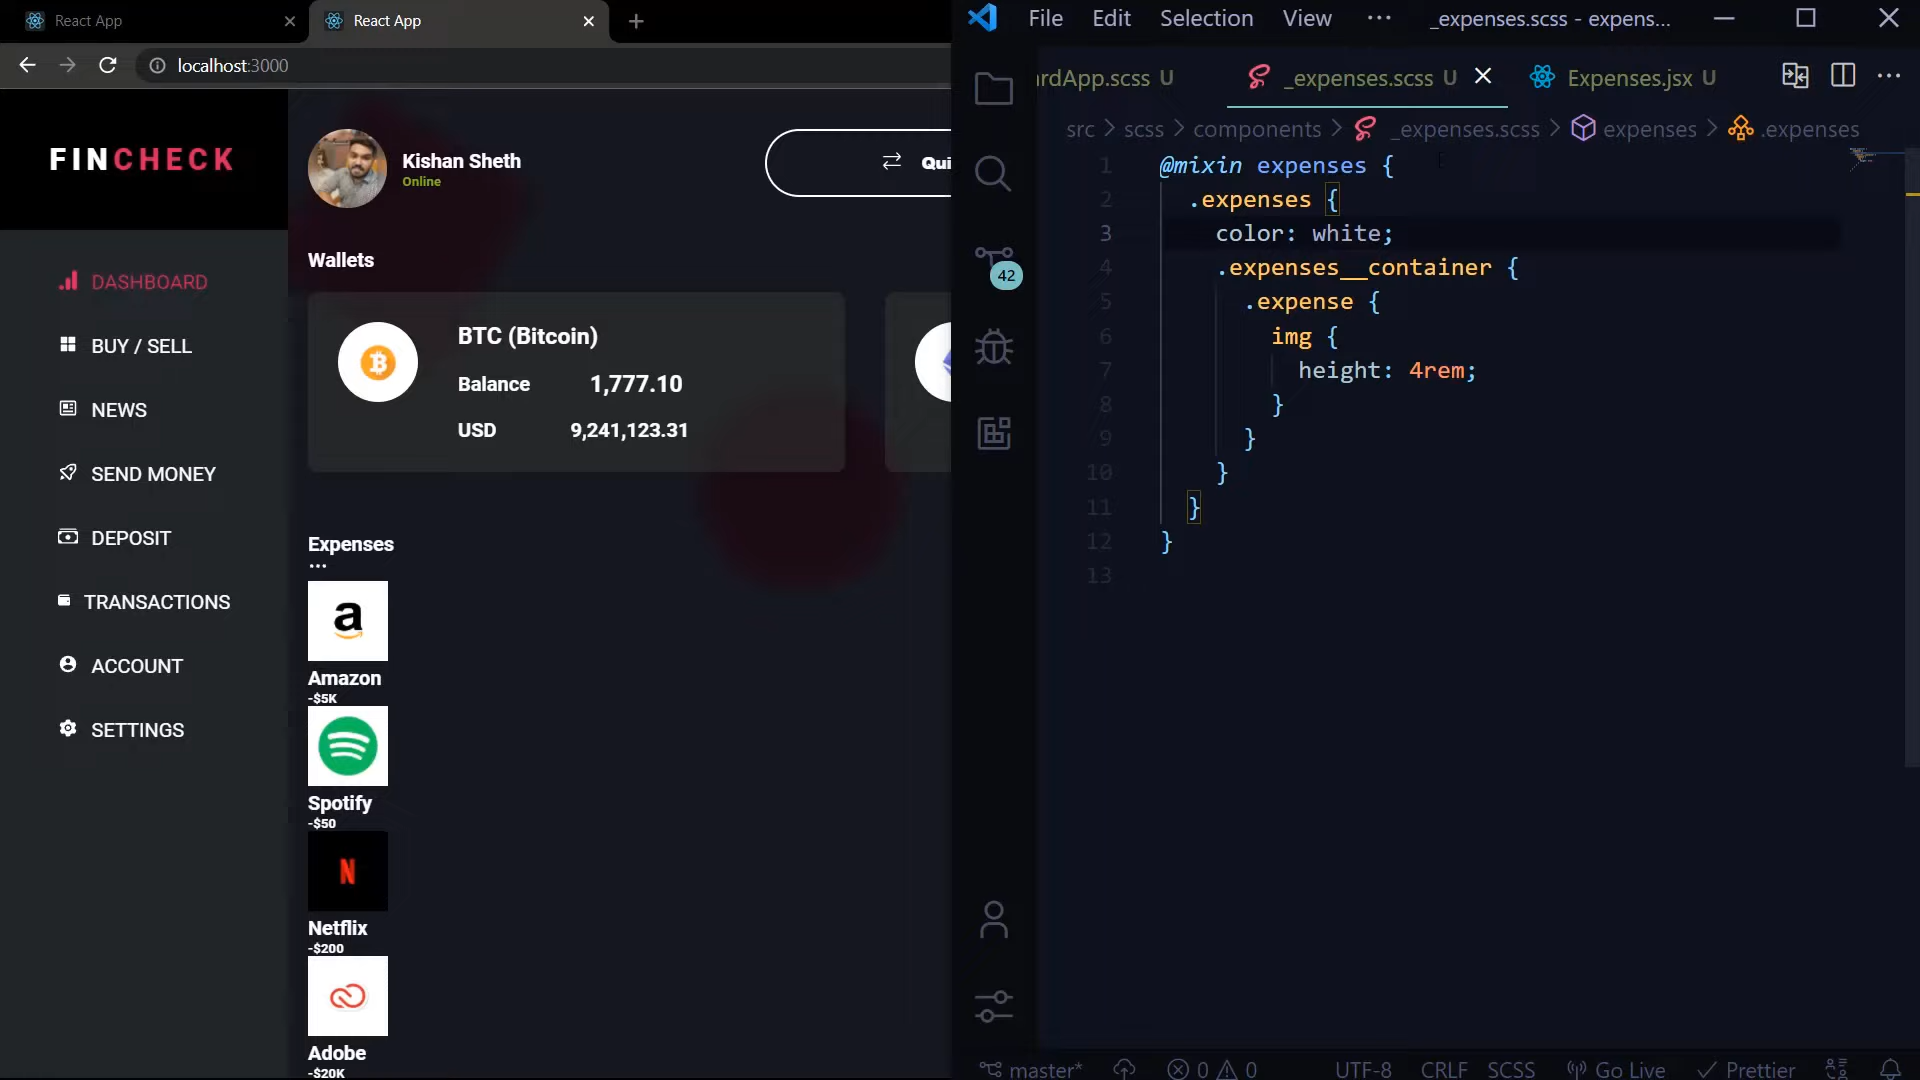 React App
React App
localhost:3000
FINCHECK
DASHBOARD
BUY / SELL
NEWS
SEND MONEY
DEPOSIT
TRANSACTIONS
ACCOUNT
SETTINGS
Kishan Sheth
Online
Qui
Wallets
BTC (Bitcoin)
Balance 1,777.10
USD 9,241,123.31
Expenses
...
a
Amazon
-$5K
Spotify
-$50
N
Netflix
-$200
Adobe
-$20K
File Edit Selection View ··· _expenses.scss - expens...
rdApp.scss U _expenses.scss U Expenses.jsx U
src > scss > components > _expenses.scss > expenses > .expenses
42
1 @mixin expenses {
2 .expenses {
3 color: white;
4 .expenses__container {
5 .expense {
6 img {
7 height: 4rem;
8 }
9 }
10 }
11 }
12 }
13
master* 0 0 UTF-8 CRLF SCSS Go Live Prettier